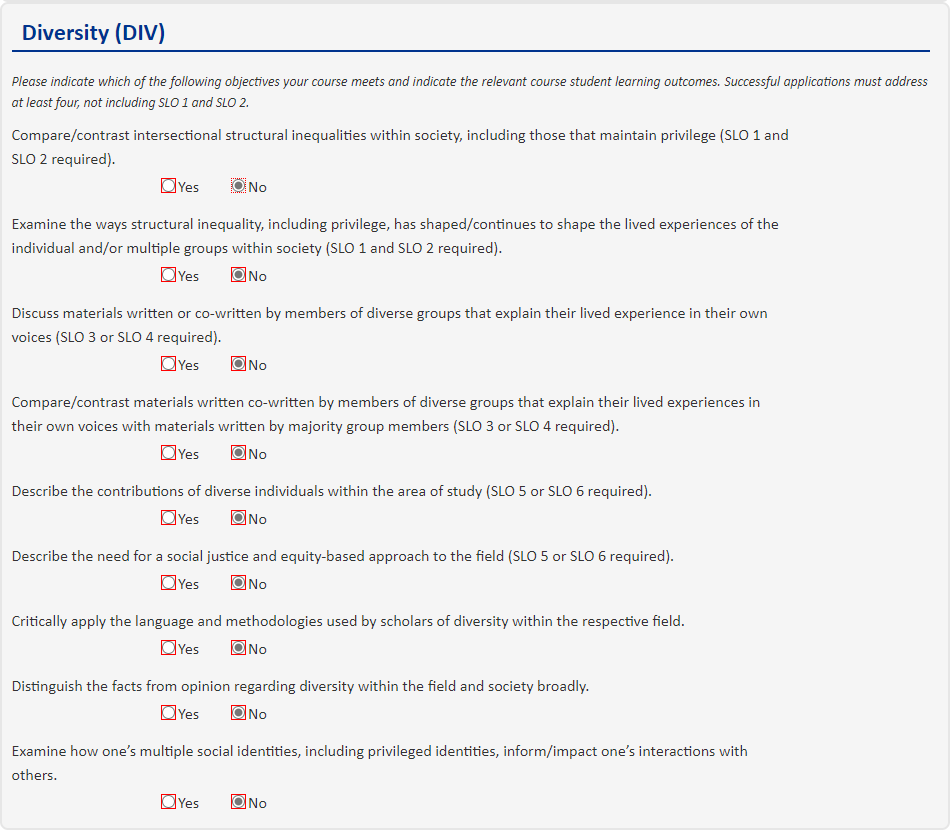 Diversity (DIV)
Please indicate which of the following objectives your course meets and indicate the relevant course student learning outcomes. Successful applications must address
at least four, not including SLO 1 and SLO 2.
Compare/contrast intersectional structural inequalities within society, including those that maintain privilege (SLO 1 and
SLO 2 required).
Yes No
Examine the ways structural inequality, including privilege, has shaped/continues to shape the lived experiences of the
individual and/or multiple groups within society (SLO 1 and SLO 2 required).
Yes No
Discuss materials written or co-written by members of diverse groups that explain their lived experience in their own
voices (SLO 3 or SLO 4 required).
Yes No
Compare/contrast materials written co-written by members of diverse groups that explain their lived experiences in
their own voices with materials written by majority group members (SLO 3 or SLO 4 required).
Yes No
Describe the contributions of diverse individuals within the area of study (SLO 5 or SLO 6 required).
Yes No
Describe the need for a social justice and equity-based approach to the field (SLO 5 or SLO 6 required).
Yes No
Critically apply the language and methodologies used by scholars of diversity within the respective field.
Yes No
Distinguish the facts from opinion regarding diversity within the field and society broadly.
Yes No
Examine how one’s multiple social identities, including privileged identities, inform/impact one’s interactions with
others.
Yes No